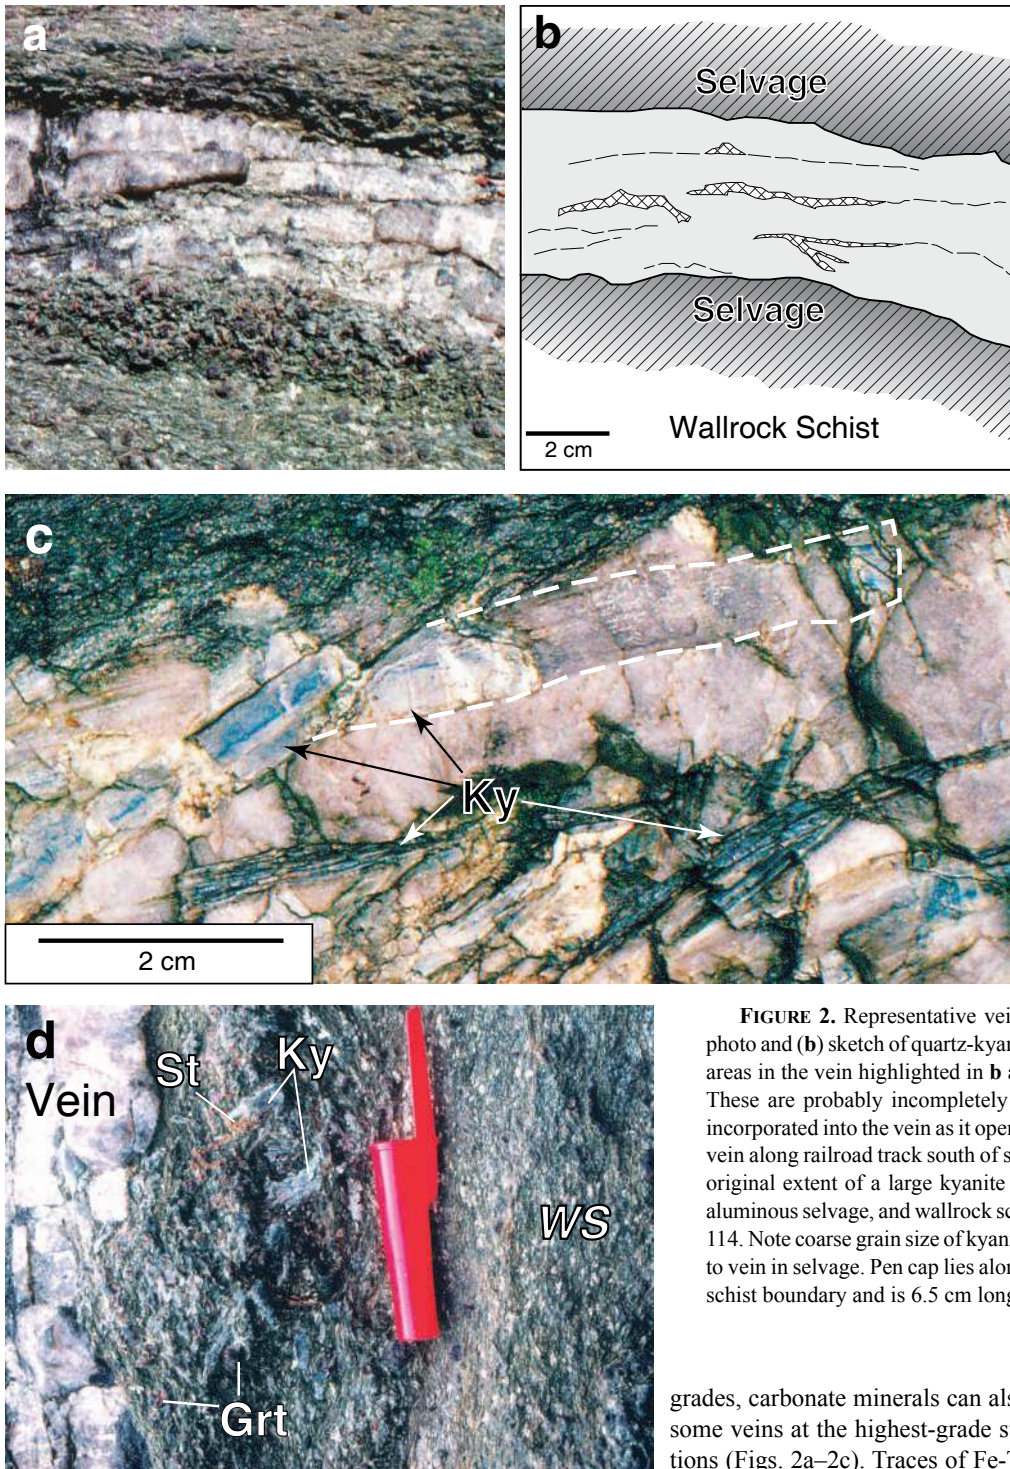 a
b
Selvage
Selvage
Wallrock Schist
2 cm
c
Ky
2 cm
d
Vein
St
Ky
WS
Grt
FIGURE 2. Representative vei
photo and (b) sketch of quartz-kyan
areas in the vein highlighted in b a
These are probably incompletely
incorporated into the vein as it oper
vein along railroad track south of s
original extent of a large kyanite
aluminous selvage, and wallrock sc
114. Note coarse grain size of kyani
to vein in selvage. Pen cap lies alon
schist boundary and is 6.5 cm long
grades, carbonate minerals can als
some veins at the highest-grade st
tions (Figs. 2a–2c). Traces of Fe-T